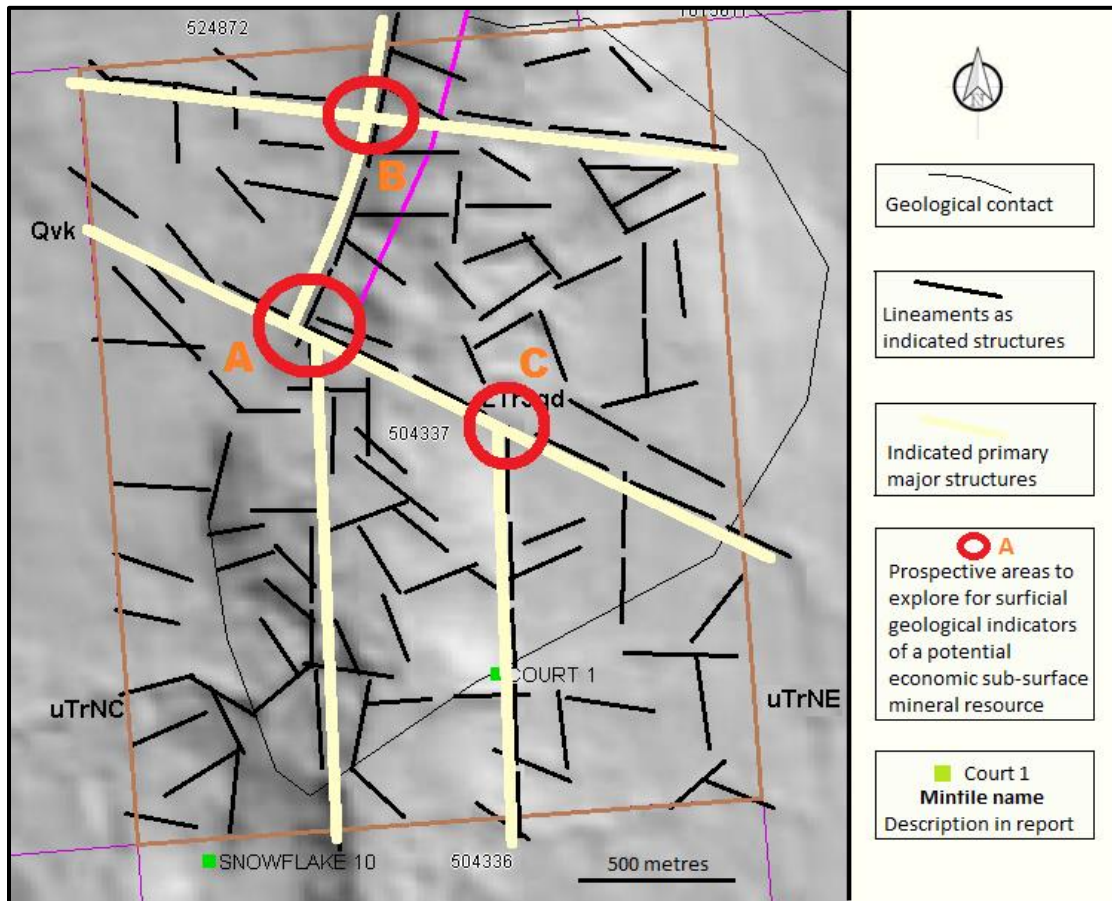 524872
B
Qvk
A
C
504337
COURT 1
uTrNC
uTrNE
SNOWFLAKE 10
504336
500 metres
N
Geological contact
Lineaments as
indicated structures
Indicated primary
major structures
A
Prospective areas to
explore for surficial
geological indicators
of a potential
economic sub-surface
mineral resource
Court 1
Minfile name
Description in report